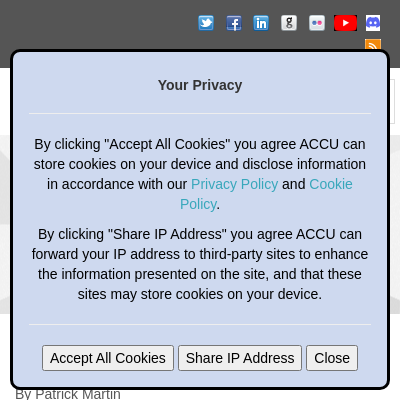 Your Privacy
By clicking "Accept All Cookies" you agree ACCU can
store cookies on your device and disclose information
in accordance with our Privacy Policy and Cookie
Policy.
By clicking "Share IP Address" you agree ACCU can
forward your IP address to third-party sites to enhance
the information presented on the site, and that these
sites may store cookies on your device.
Accept All Cookies Share IP Address Close
By Patrick Martin